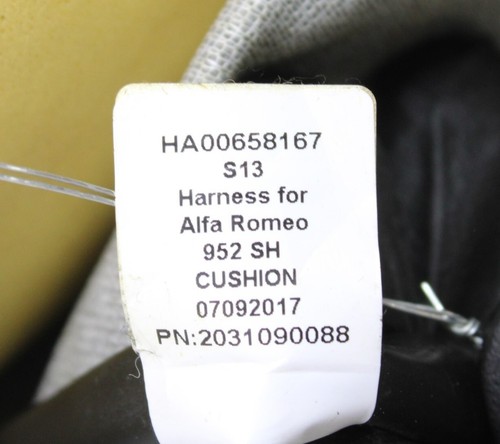 HA00658167
S13
Harness for
Alfa Romeo
952 SH
CUSHION
07092017
PN:2031090088